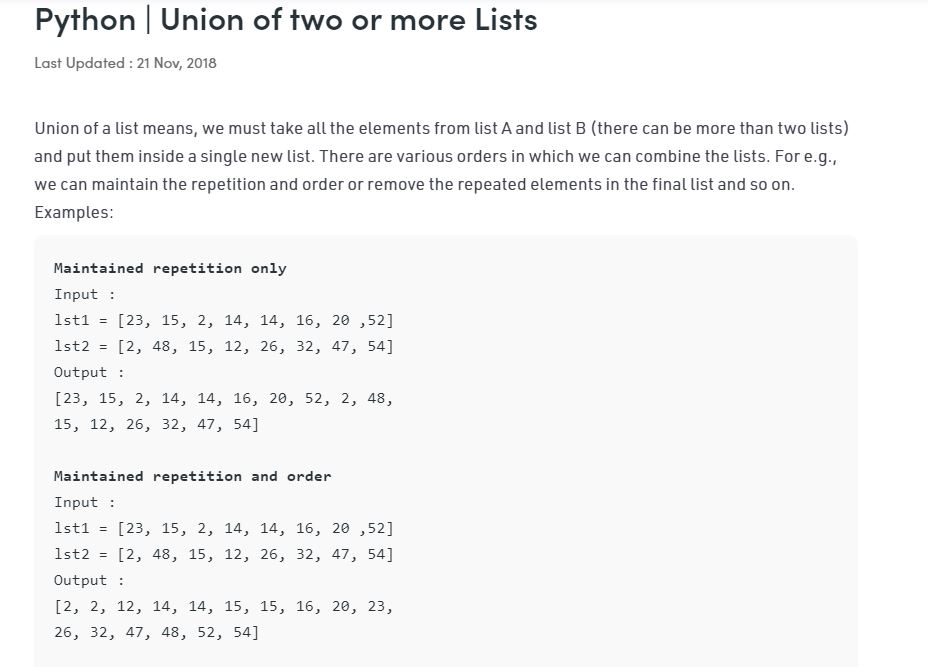 Python | Union of two or more Lists
Last Updated : 21 Nov, 2018
Union of a list means, we must take all the elements from list A and list B (there can be more than two lists)
and put them inside a single new list. There are various orders in which we can combine the lists. For e.g.,
we can maintain the repetition and order or remove the repeated elements in the final list and so on.
Examples:
Maintained repetition only
Input :
lst1 = [23, 15, 2, 14, 14, 16, 20 ,52]
lst2 = [2, 48, 15, 12, 26, 32, 47, 54]
Output :
[23, 15, 2, 14, 14, 16, 20, 52, 2, 48,
15, 12, 26, 32, 47, 54]
Maintained repetition and order
Input :
lst1 = [23, 15, 2, 14, 14, 16, 20 ,52]
lst2 = [2, 48, 15, 12, 26, 32, 47, 54]
Output :
[2, 2, 12, 14, 14, 15, 15, 16, 20, 23,
26, 32, 47, 48, 52, 54]